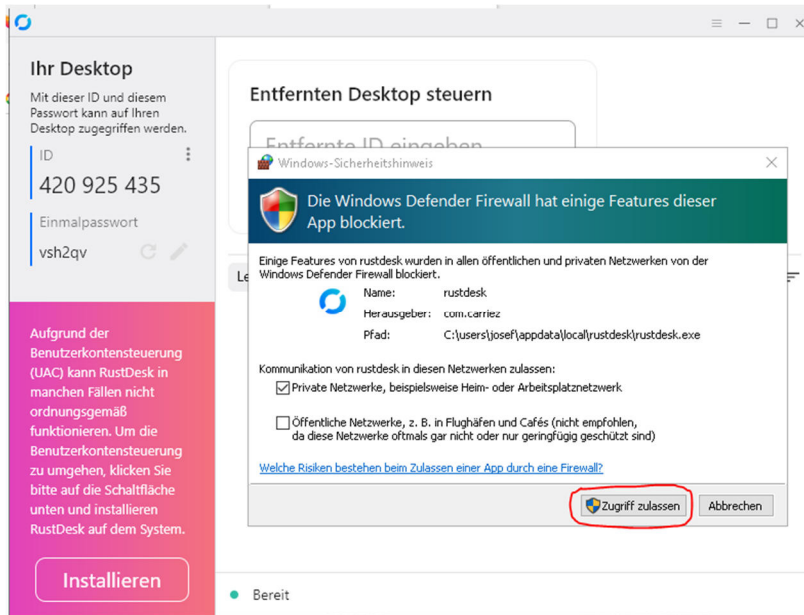 Ihr Desktop
Mit dieser ID und diesem
Passwort kann auf Ihren
Desktop zugegriffen werden.
ID
420 925 435
Einmalpasswort
vsh2qv
Aufgrund der
Benutzerkontensteuerung
(UAC) kann RustDesk in
manchen Fällen nicht
ordnungsgemäß
funktionieren. Um die
Benutzerkontensteuerung
zu umgehen, klicken Sie
bitte auf die Schaltfläche
unten und installieren
RustDesk auf dem System.
Installieren
Entfernten Desktop steuern
Entfernte ID eingeben
Le
Windows-Sicherheitshinweis
Die Windows Defender Firewall hat einige Features dieser
App blockiert.
Einige Features von rustdesk wurden in allen öffentlichen und privaten Netzwerken von der
Windows Defender Firewall blockiert.
Name: rustdesk
Herausgeber: com.carriez
Pfad: C:\users\josef\appdata\local\rustdesk\rustdesk.exe
Kommunikation von rustdesk in diesen Netzwerken zulassen:
Private Netzwerke, beispielsweise Heim- oder Arbeitsplatznetzwerk
Öffentliche Netzwerke, z. B. in Flughäfen und Cafés (nicht empfohlen,
da diese Netzwerke oftmals gar nicht oder nur geringfügig geschützt sind)
Welche Risiken bestehen beim Zulassen einer App durch eine Firewall?
Zugriff zulassen
Abbrechen
Bereit